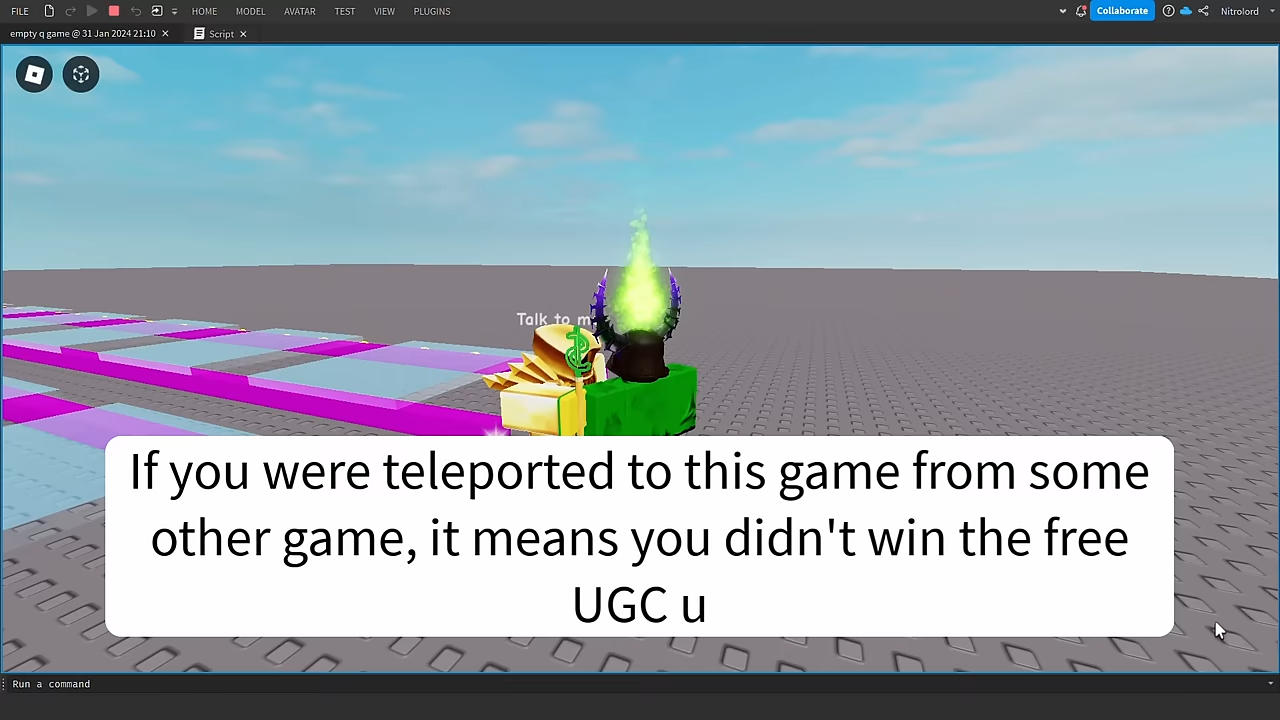 FILE HOME MODEL AVATAR TEST VIEW PLUGINS Collaborate Nitrolord
empty q game @ 31 Jan 2024 21:10 Script
Talk to m
If you were teleported to this game from some
other game, it means you didn't win the free
UGC u
Run a command